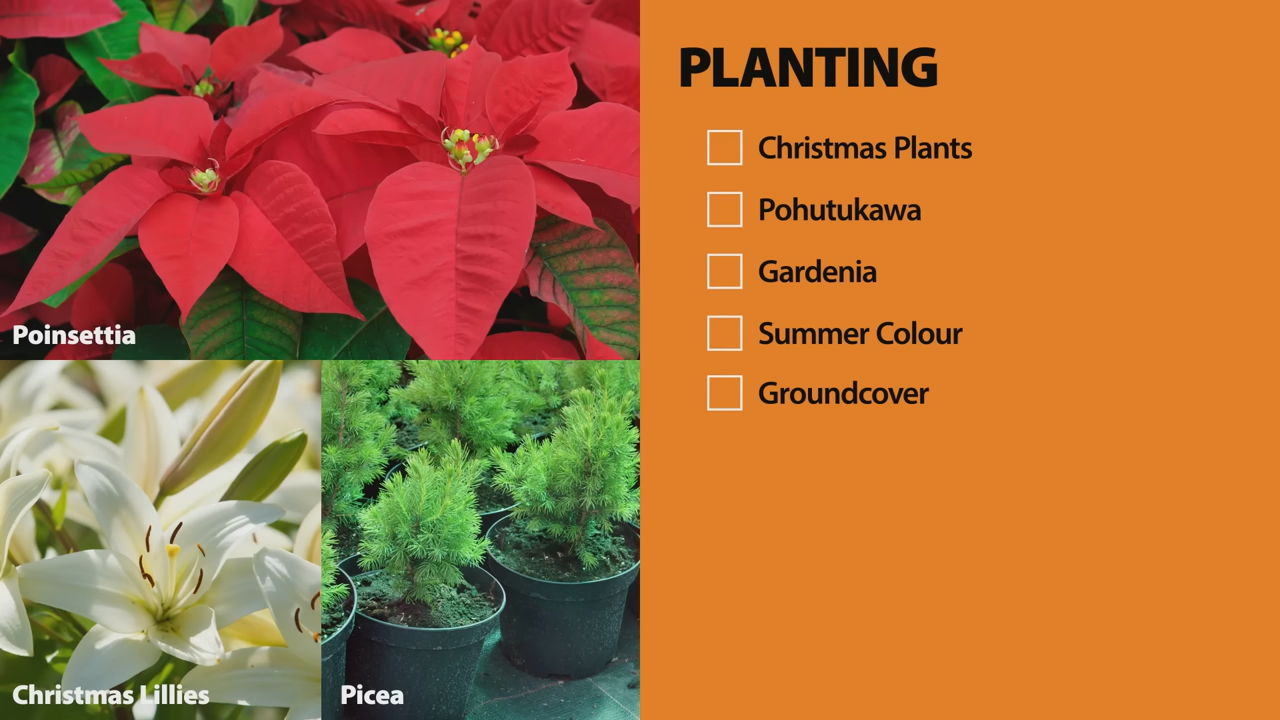 Poinsettia
Christmas Lillies
Picea
PLANTING
Christmas Plants
Pohutukawa
Gardenia
Summer Colour
Groundcover